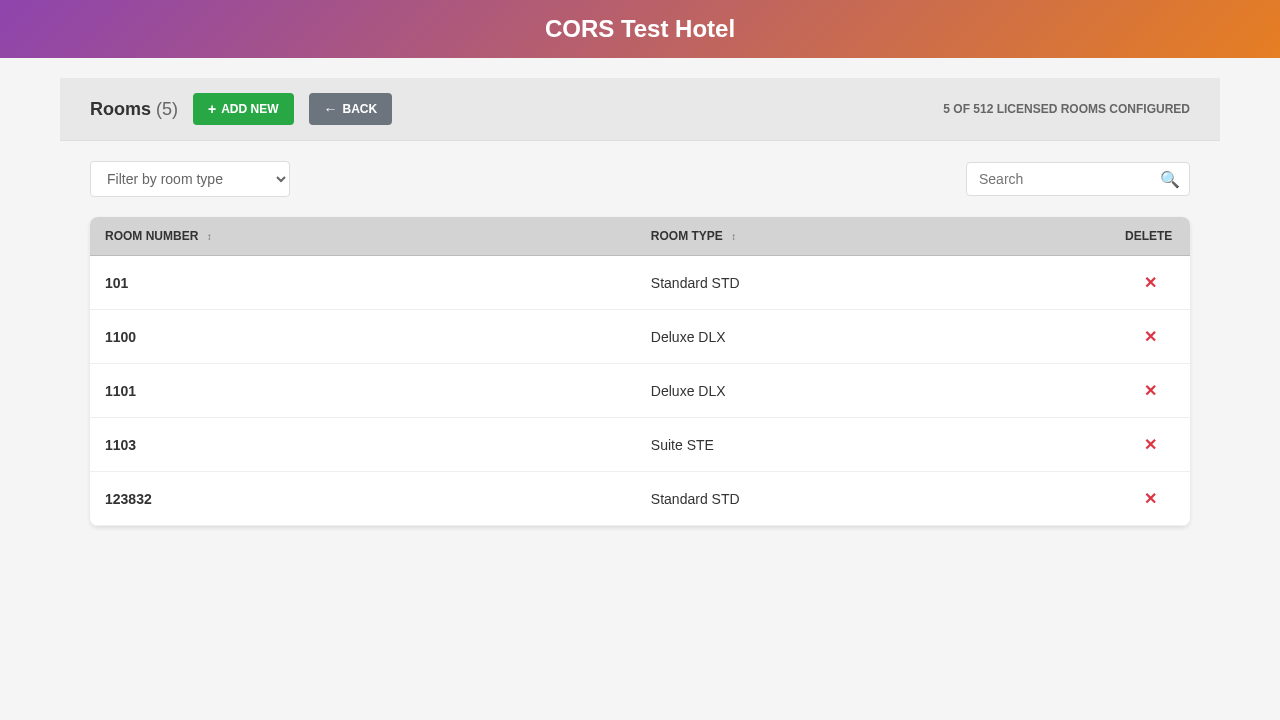 CORS Test Hotel
Rooms (5) + ADD NEW ← BACK 5 OF 512 LICENSED ROOMS CONFIGURED
Filter by room type Search
ROOM NUMBER ↕ ROOM TYPE ↕ DELETE
101 Standard STD ✕
1100 Deluxe DLX ✕
1101 Deluxe DLX ✕
1103 Suite STE ✕
123832 Standard STD ✕